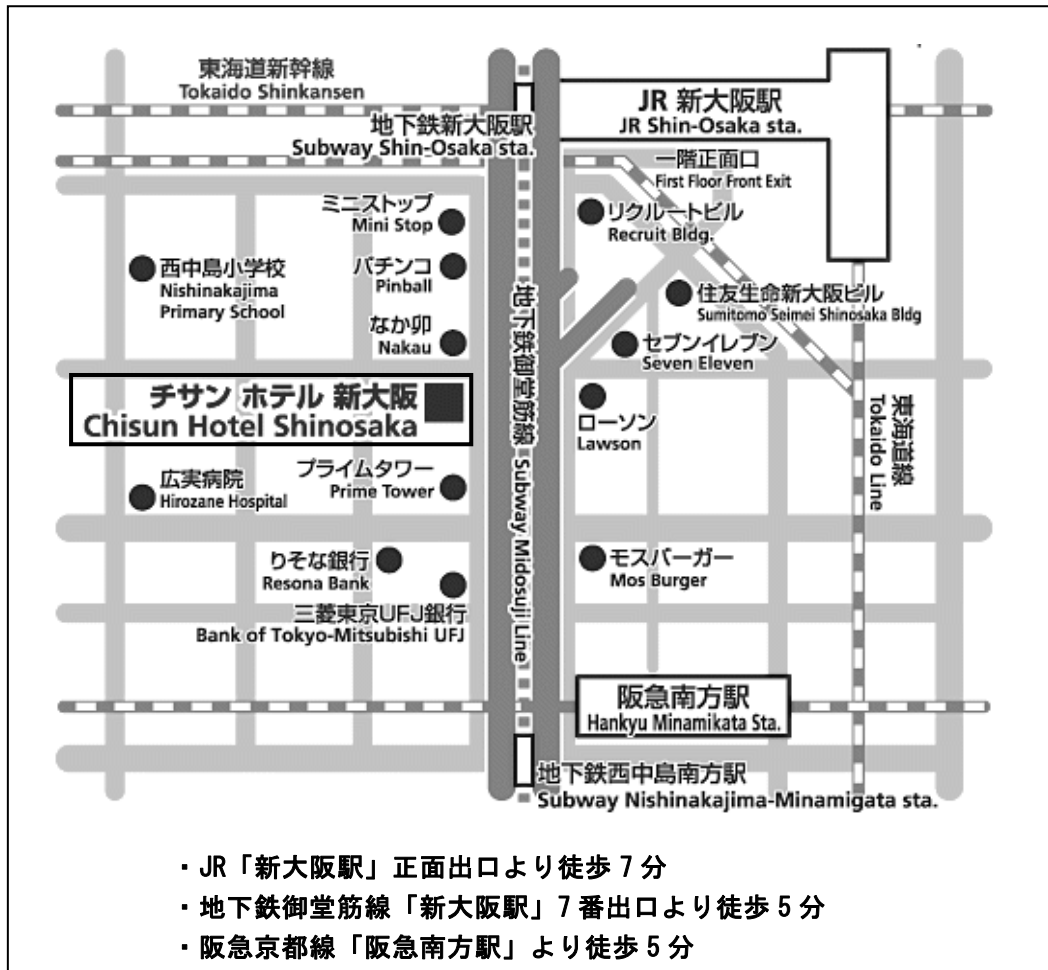 東海道新幹線
Tokaido Shinkansen
JR 新大阪駅
JR Shin-Osaka sta.
地下鉄新大阪駅
Subway Shin-Osaka sta.
一階正面口
First Floor Front Exit
ミニストップ
Mini Stop
リクルートビル
Recruit Bldg.
西中島小学校
Nishinakajima
Primary School
パチンコ
Pinball
住友生命新大阪ビル
Sumitomo Seimei Shinosaka Bldg
なか卯
Nakau
セブンイレブン
Seven Eleven
地下鉄御堂筋線 Subway Midosuji Line
チサン ホテル 新大阪
Chisun Hotel Shinosaka
ローソン
Lawson
東海道線
Tokaido Line
広実病院
Hirozane Hospital
プライムタワー
Prime Tower
りそな銀行
Resona Bank
モスバーガー
Mos Burger
三菱東京UFJ銀行
Bank of Tokyo-Mitsubishi UFJ
阪急南方駅
Hankyu Minamikata Sta.
地下鉄西中島南方駅
Subway Nishinakajima-Minamigata sta.
・JR「新大阪駅」正面出口より徒歩 7 分
・地下鉄御堂筋線「新大阪駅」7 番出口より徒歩 5 分
・阪急京都線「阪急南方駅」より徒歩 5 分